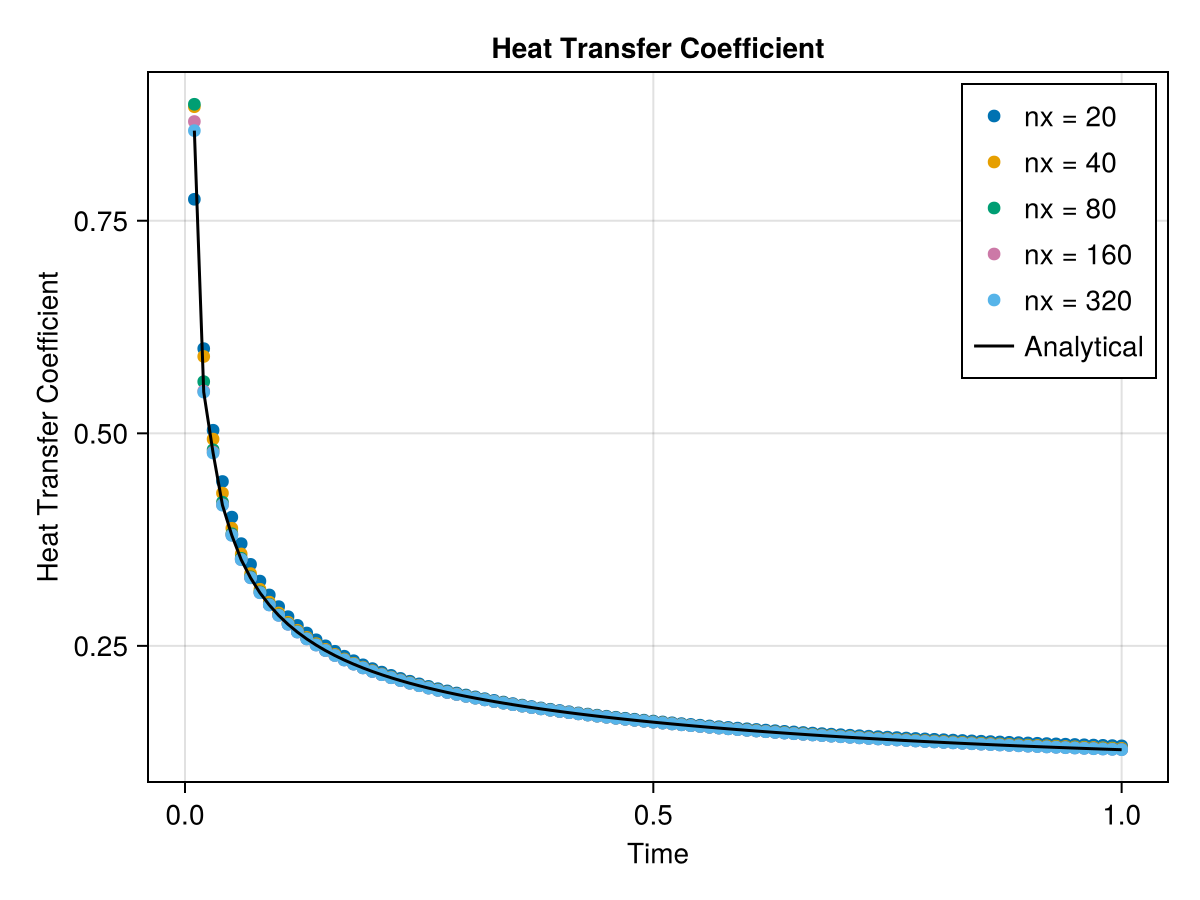 Heat Transfer Coefficient
Heat Transfer Coefficient
0.75
0.50
0.25
0.0
0.5
1.0
Time
nx = 20
nx = 40
nx = 80
nx = 160
nx = 320
Analytical